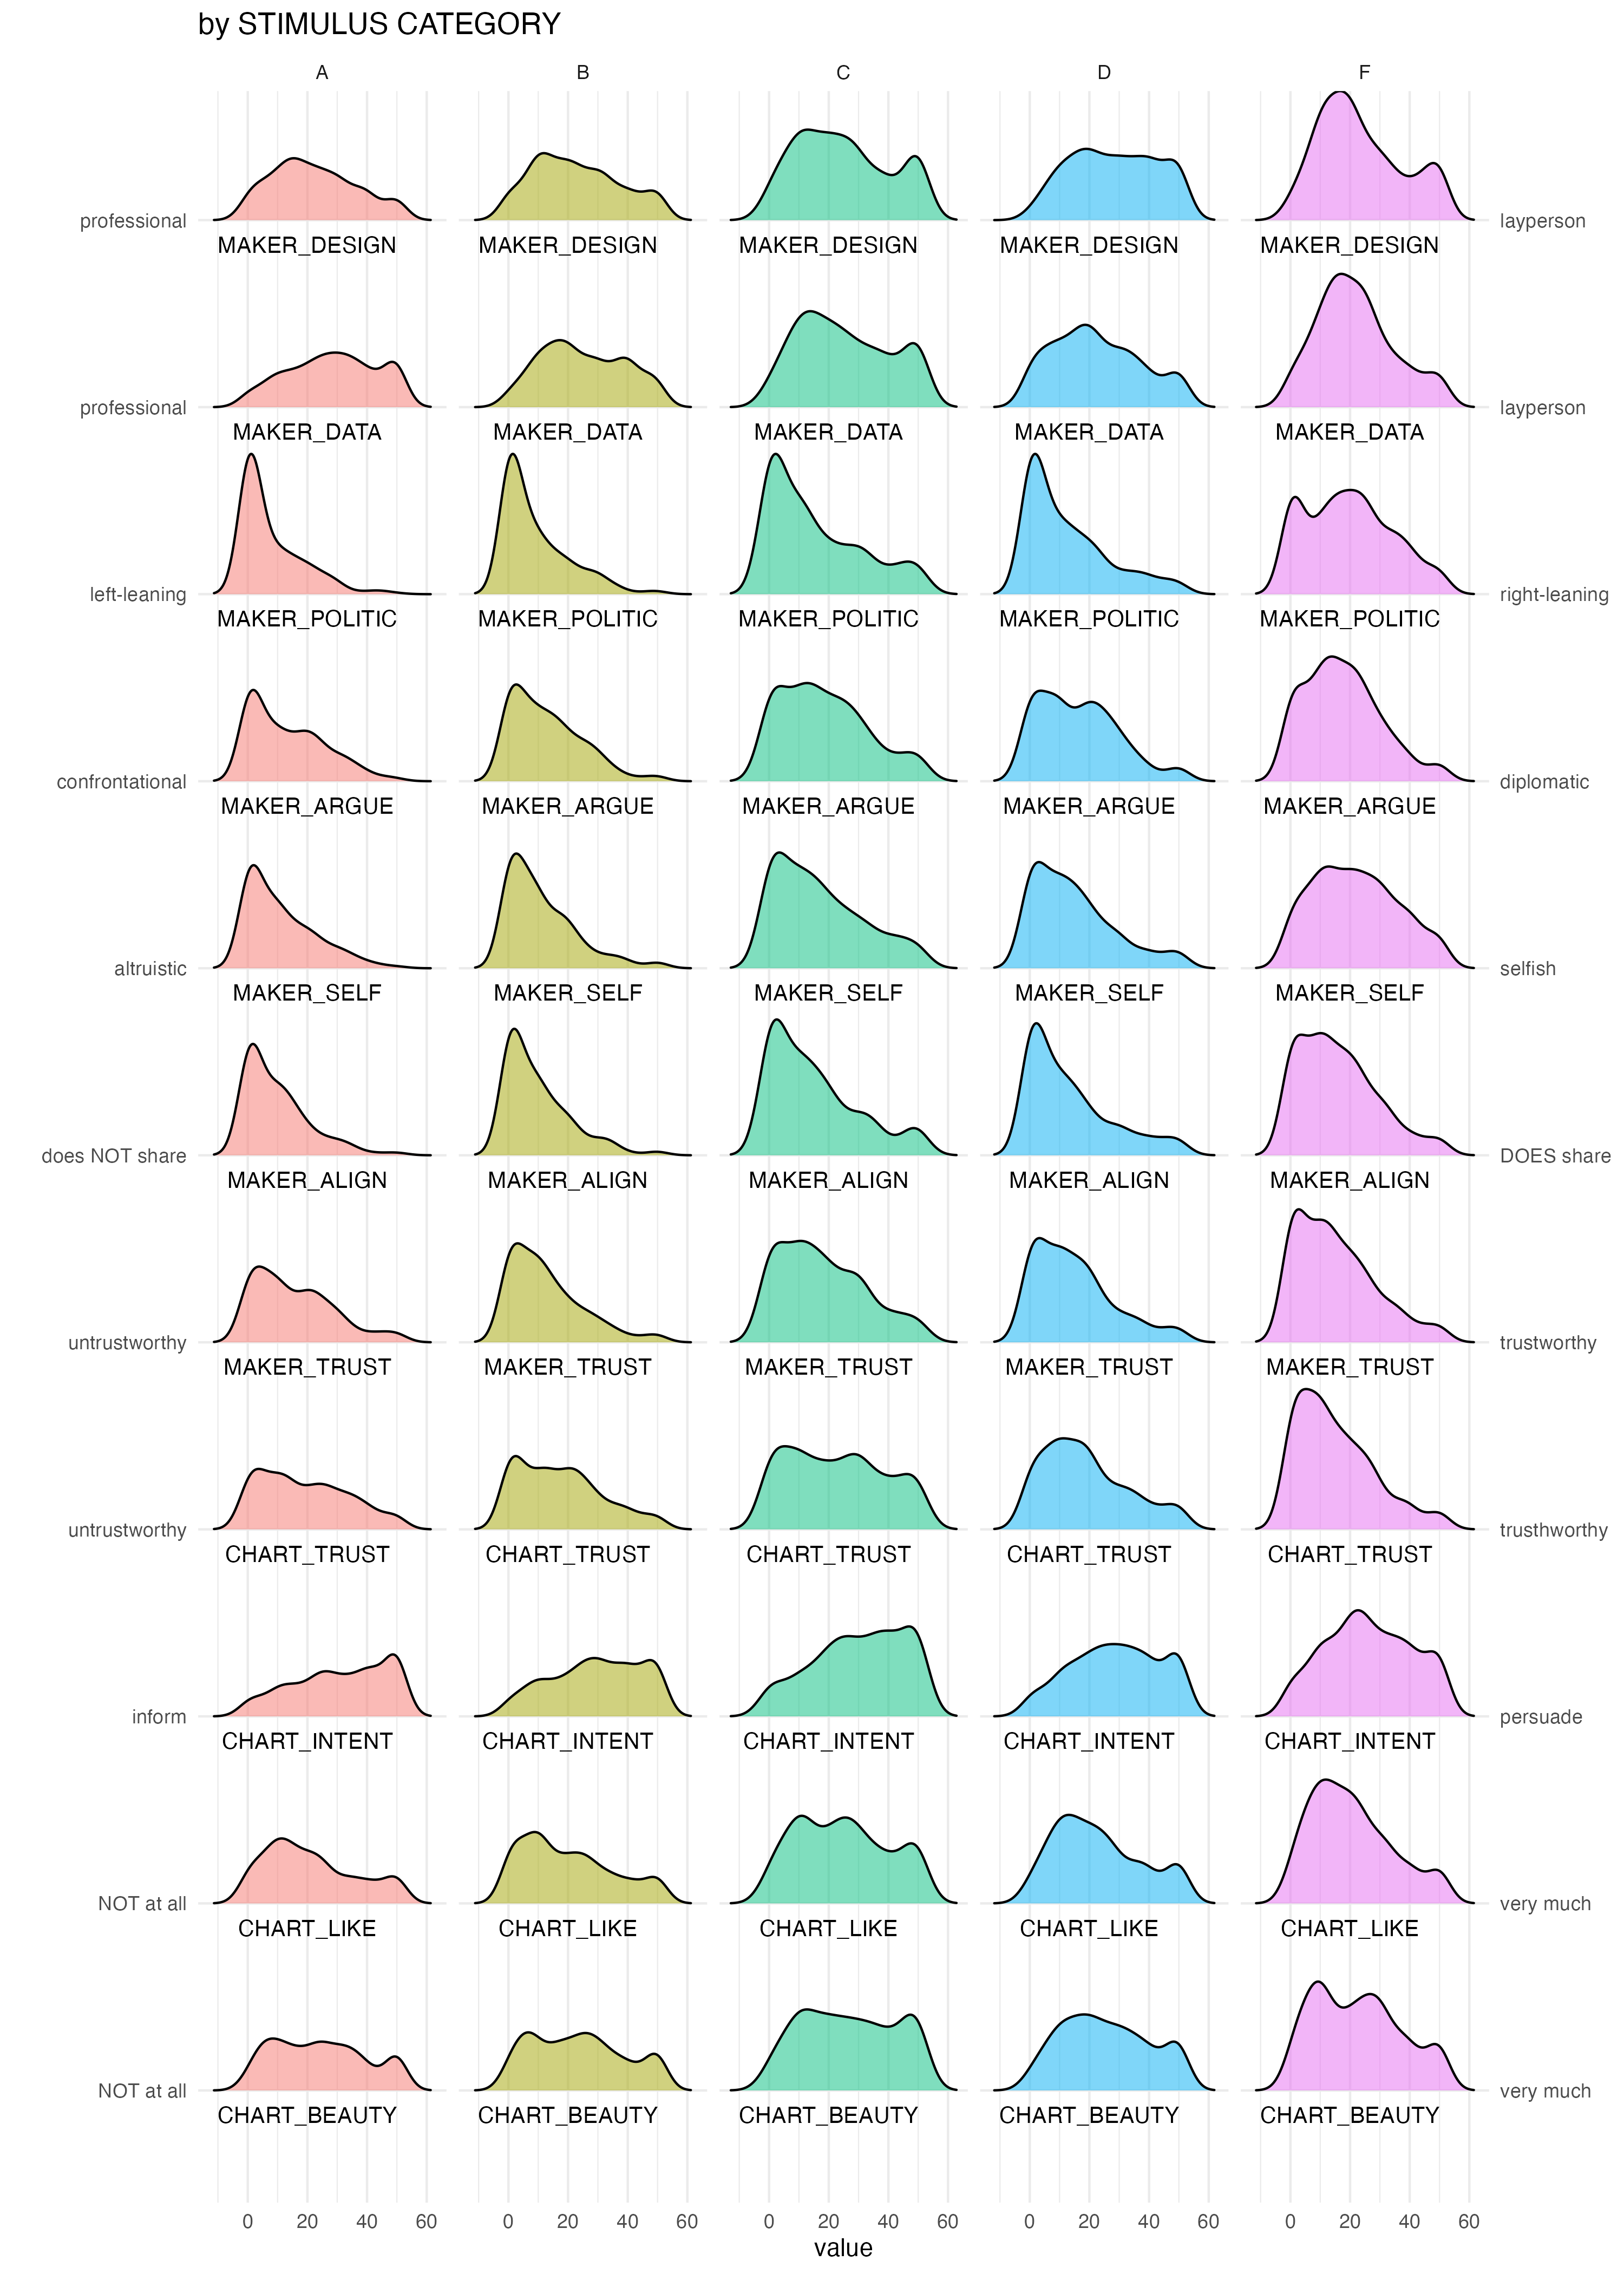 by STIMULUS CATEGORY
A B C D F
professional layperson
MAKER_DESIGN MAKER_DESIGN MAKER_DESIGN MAKER_DESIGN MAKER_DESIGN
professional layperson
MAKER_DATA MAKER_DATA MAKER_DATA MAKER_DATA MAKER_DATA
left-leaning right-leaning
MAKER_POLITIC MAKER_POLITIC MAKER_POLITIC MAKER_POLITIC MAKER_POLITIC
confrontational diplomatic
MAKER_ARGUE MAKER_ARGUE MAKER_ARGUE MAKER_ARGUE MAKER_ARGUE
altruistic selfish
MAKER_SELF MAKER_SELF MAKER_SELF MAKER_SELF MAKER_SELF
does NOT share DOES share
MAKER_ALIGN MAKER_ALIGN MAKER_ALIGN MAKER_ALIGN MAKER_ALIGN
untrustworthy trustworthy
MAKER_TRUST MAKER_TRUST MAKER_TRUST MAKER_TRUST MAKER_TRUST
untrustworthy trusthworthy
CHART_TRUST CHART_TRUST CHART_TRUST CHART_TRUST CHART_TRUST
inform persuade
CHART_INTENT CHART_INTENT CHART_INTENT CHART_INTENT CHART_INTENT
NOT at all very much
CHART_LIKE CHART_LIKE CHART_LIKE CHART_LIKE CHART_LIKE
NOT at all very much
CHART_BEAUTY CHART_BEAUTY CHART_BEAUTY CHART_BEAUTY CHART_BEAUTY
0 20 40 60 0 20 40 60 0 20 40 60 0 20 40 60 0 20 40 60
value